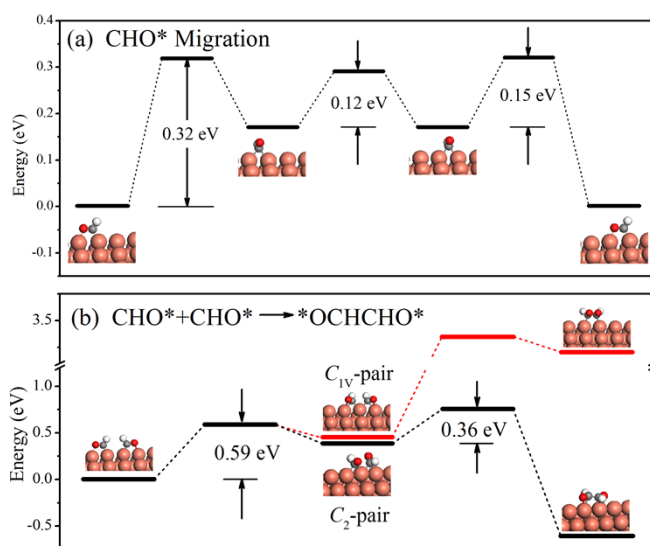 (a) CHO* Migration
0.4
0.3
0.2
0.1
0.0
-0.1
Energy (eV)
0.32 eV
0.12 eV
0.15 eV
(b) CHO*+CHO* → *OCHCHO*
3.5
1.0
0.5
0.0
-0.5
Energy (eV)
0.59 eV
C1V-pair
C2-pair
0.36 eV